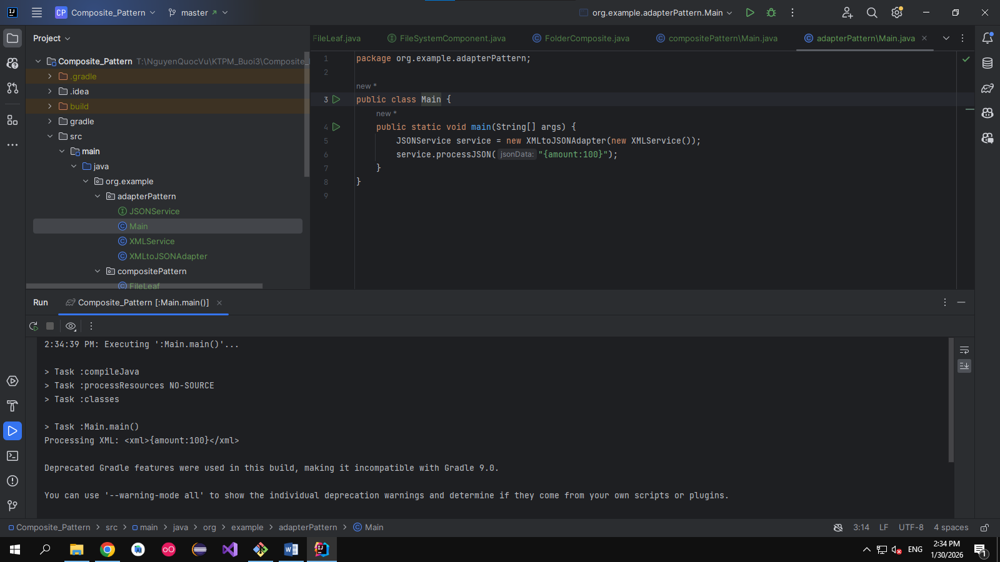 CP Composite_Pattern master org.example.adapterPattern.Main
Project
FileLeaf.java FileSystemComponent.java FolderComposite.java compositePattern\Main.java adapterPattern\Main.java
Composite_Pattern T:\NguyenQuocVu\KTPM_Buoi3\Composite_
.gradle
.idea
build
gradle
src
main
java
org.example
adapterPattern
JSONService
Main
XMLService
XMLtoJSONAdapter
compositePattern
FileLeaf
1 package org.example.adapterPattern;
2
new *
3 public class Main {
new *
4 public static void main(String[] args) {
5 JSONService service = new XMLtoJSONAdapter(new XMLService());
6 service.processJSON( jsonData: "{amount:100}");
7 }
8 }
9
Run Composite_Pattern [:Main.main()]
2:34:39 PM: Executing ':Main.main()'...
> Task :compileJava
> Task :processResources NO-SOURCE
> Task :classes
> Task :Main.main()
Processing XML: <xml>{amount:100}</xml>
Deprecated Gradle features were used in this build, making it incompatible with Gradle 9.0.
You can use '--warning-mode all' to show the individual deprecation warnings and determine if they come from your own scripts or plugins.
Composite_Pattern > src > main > java > org > example > adapterPattern > Main 3:14 LF UTF-8 4 spaces
ENG 2:34 PM
1/30/2026
1